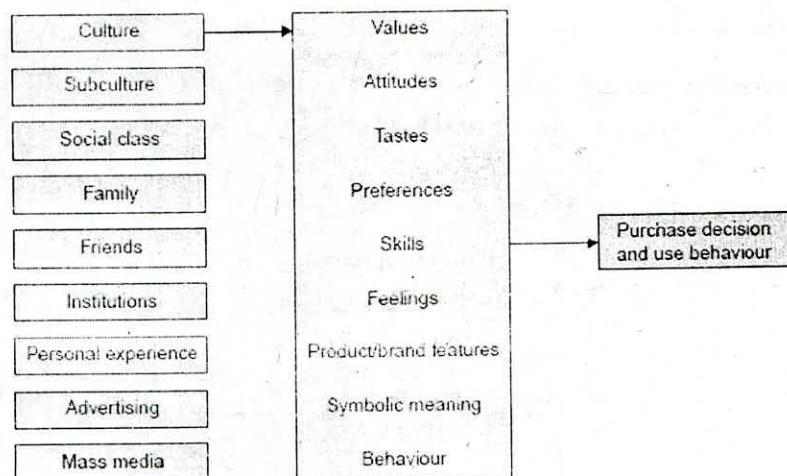 Culture
Subculture
Social class
Family
Friends
Institutions
Personal experience
Advertising
Mass media
Values
Attitudes
Tastes
Preferences
Skills
Feelings
Product/brand features
Symbolic meaning
Behaviour
Purchase decision
and use behaviour